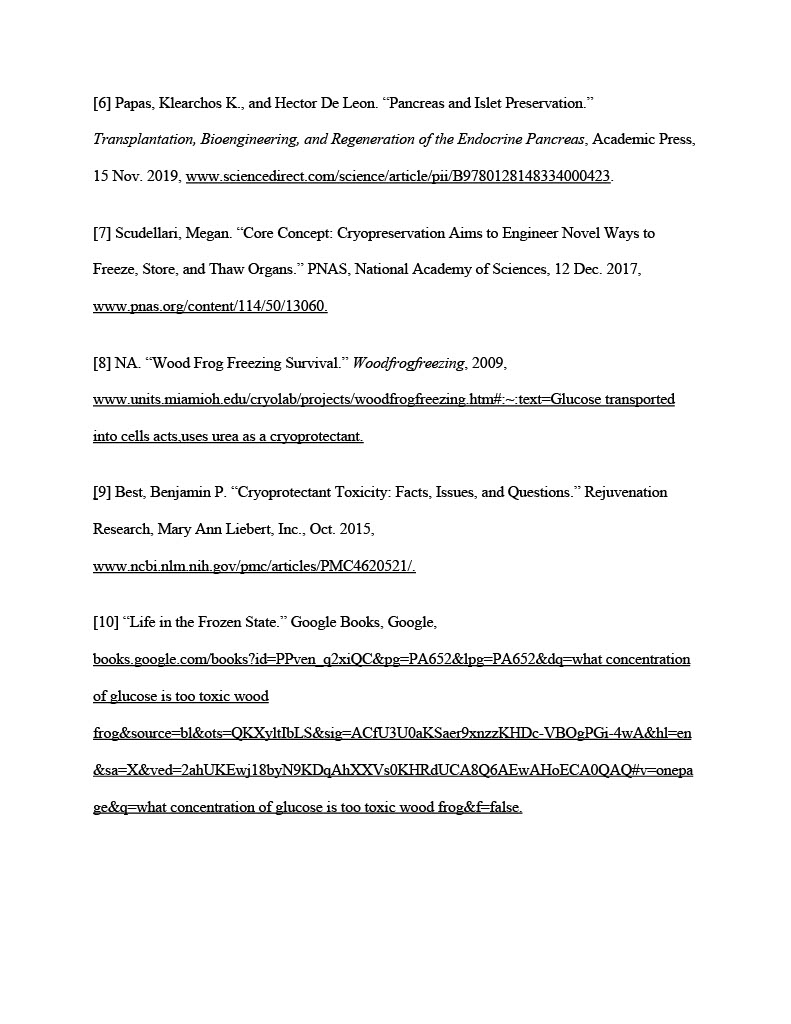 [6] Papas, Klearchos K., and Hector De Leon. “Pancreas and Islet Preservation.”
Transplantation, Bioengineering, and Regeneration of the Endocrine Pancreas, Academic Press,
15 Nov. 2019, www.sciencedirect.com/science/article/pii/B9780128148334000423.
[7] Scudellari, Megan. “Core Concept: Cryopreservation Aims to Engineer Novel Ways to
Freeze, Store, and Thaw Organs.” PNAS, National Academy of Sciences, 12 Dec. 2017,
www.pnas.org/content/114/50/13060.
[8] NA. “Wood Frog Freezing Survival.” Woodfrogfreezing, 2009,
www.units.miamioh.edu/cryolab/projects/woodfrogfreezing.htm#:~:text=Glucose transported
into cells acts,uses urea as a cryoprotectant.
[9] Best, Benjamin P. “Cryoprotectant Toxicity: Facts, Issues, and Questions.” Rejuvenation
Research, Mary Ann Liebert, Inc., Oct. 2015,
www.ncbi.nlm.nih.gov/pmc/articles/PMC4620521/.
[10] “Life in the Frozen State.” Google Books, Google,
books.google.com/books?id=PPven_q2xiQC&pg=PA652&lpg=PA652&dq=what concentration
of glucose is too toxic wood
frog&source=bl&ots=QKXyltIbLS&sig=ACfU3U0aKSaer9xnzzKHDc-VBOgPGi-4wA&hl=en
&sa=X&ved=2ahUKEwj18byN9KDqAhXXVs0KHRdUCA8Q6AEwAHoECA0QAQ#v=onepa
ge&q=what concentration of glucose is too toxic wood frog&f=false.